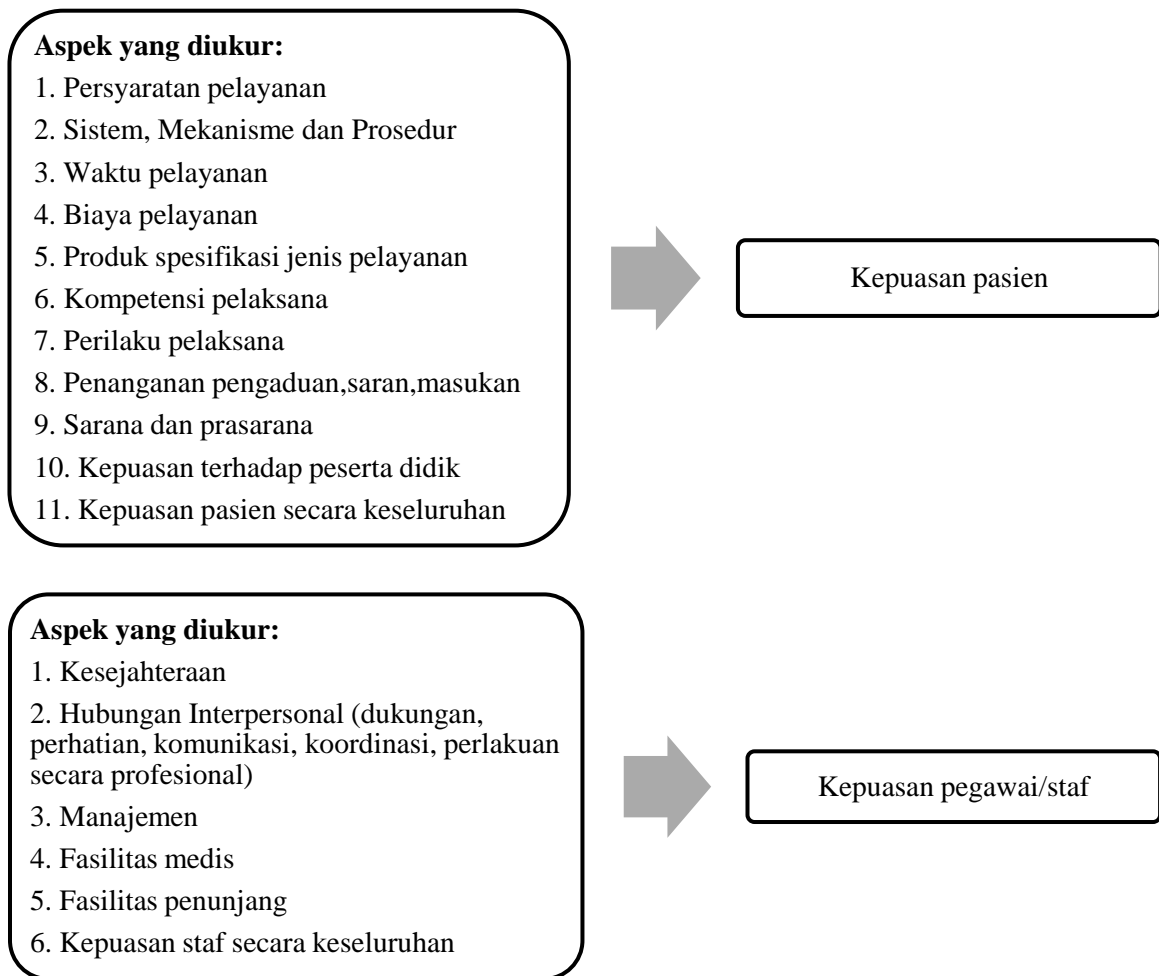 Aspek yang diukur:
1. Persyaratan pelayanan
2. Sistem, Mekanisme dan Prosedur
3. Waktu pelayanan
4. Biaya pelayanan
5. Produk spesifikasi jenis pelayanan
6. Kompetensi pelaksana
7. Perilaku pelaksana
8. Penanganan pengaduan,saran,masukan
9. Sarana dan prasarana
10. Kepuasan terhadap peserta didik
11. Kepuasan pasien secara keseluruhan
Kepuasan pasien
Aspek yang diukur:
1. Kesejahteraan
2. Hubungan Interpersonal (dukungan,
perhatian, komunikasi, koordinasi, perlakuan
secara profesional)
3. Manajemen
4. Fasilitas medis
5. Fasilitas penunjang
6. Kepuasan staf secara keseluruhan
Kepuasan pegawai/staf